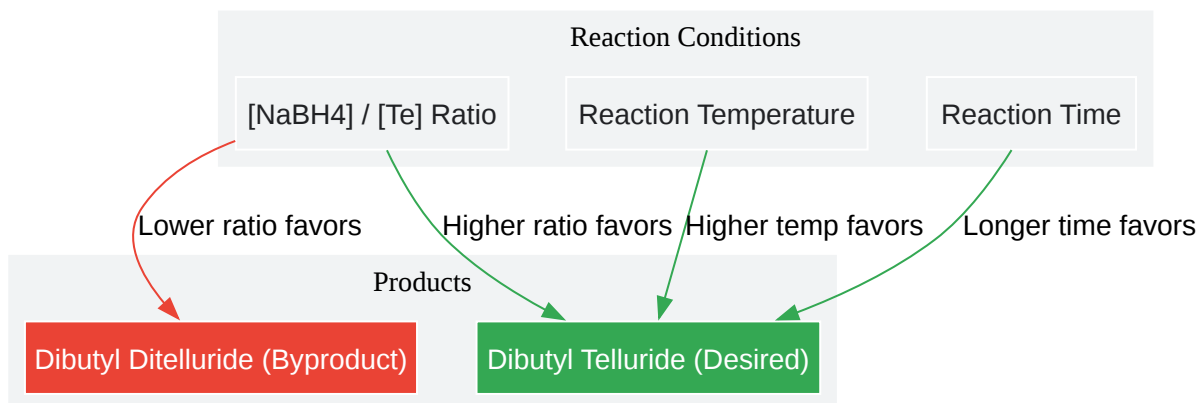 Reaction Conditions
[NaBH4] / [Te] Ratio
Reaction Temperature
Reaction Time
Lower ratio favors
Higher ratio favors
Higher temp favors
Longer time favors
Products
Dibutyl Ditelluride (Byproduct)
Dibutyl Telluride (Desired)